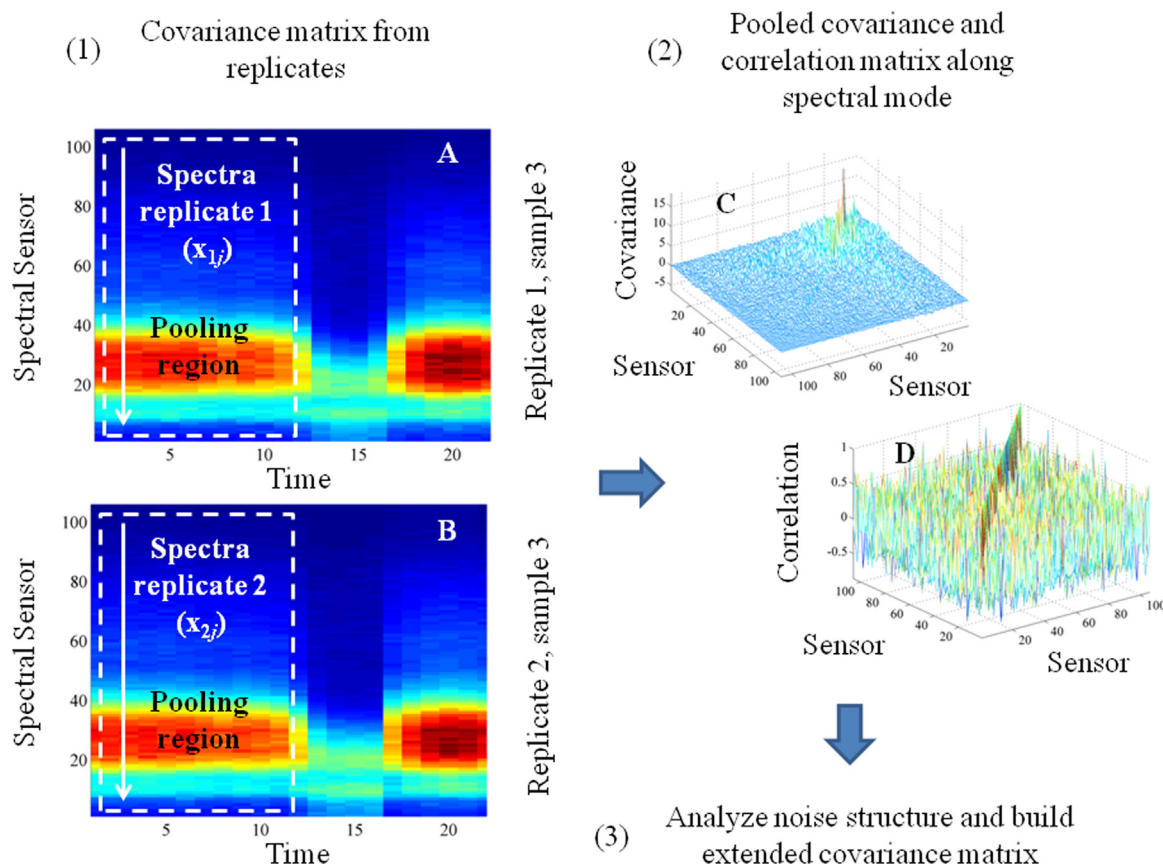 (1)
Covariance matrix from
replicates
100
80
60
40
20
Spectral Sensor
A
Spectra
replicate 1
(x1j)
Pooling
region
5
10
15
20
Time
Replicate 1, sample 3
100
80
60
40
20
Spectral Sensor
B
Spectra
replicate 2
(x2j)
Pooling
region
5
10
15
20
Time
Replicate 2, sample 3
(2)
Pooled covariance and
correlation matrix along
spectral mode
C
Covariance
15
10
5
0
-5
20
40
60
80
100
Sensor
100
80
60
40
20
Sensor
D
Correlation
1
0.5
0
-0.5
100
80
60
40
20
Sensor
20
40
60
80
100
Sensor
(3)
Analyze noise structure and build
extended covariance matrix